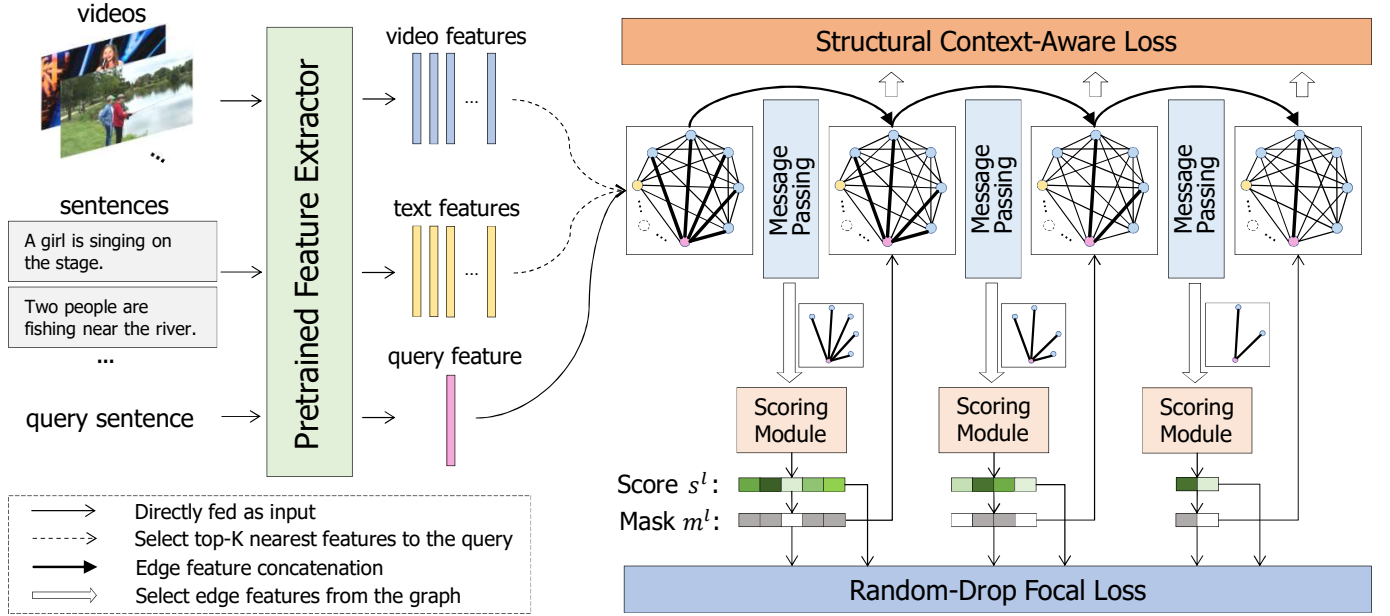 videos
...
sentences
A girl is singing on
the stage.
Two people are
fishing near the river.
...
query sentence
Pretrained Feature Extractor
video features
...
text features
...
query feature
Directly fed as input
Select top-K nearest features to the query
Edge feature concatenation
Select edge features from the graph
Structural Context-Aware Loss
Message
Passing
Message
Passing
Message
Passing
Scoring
Module
Scoring
Module
Scoring
Module
Score s^l:
Mask m^l:
Random-Drop Focal Loss